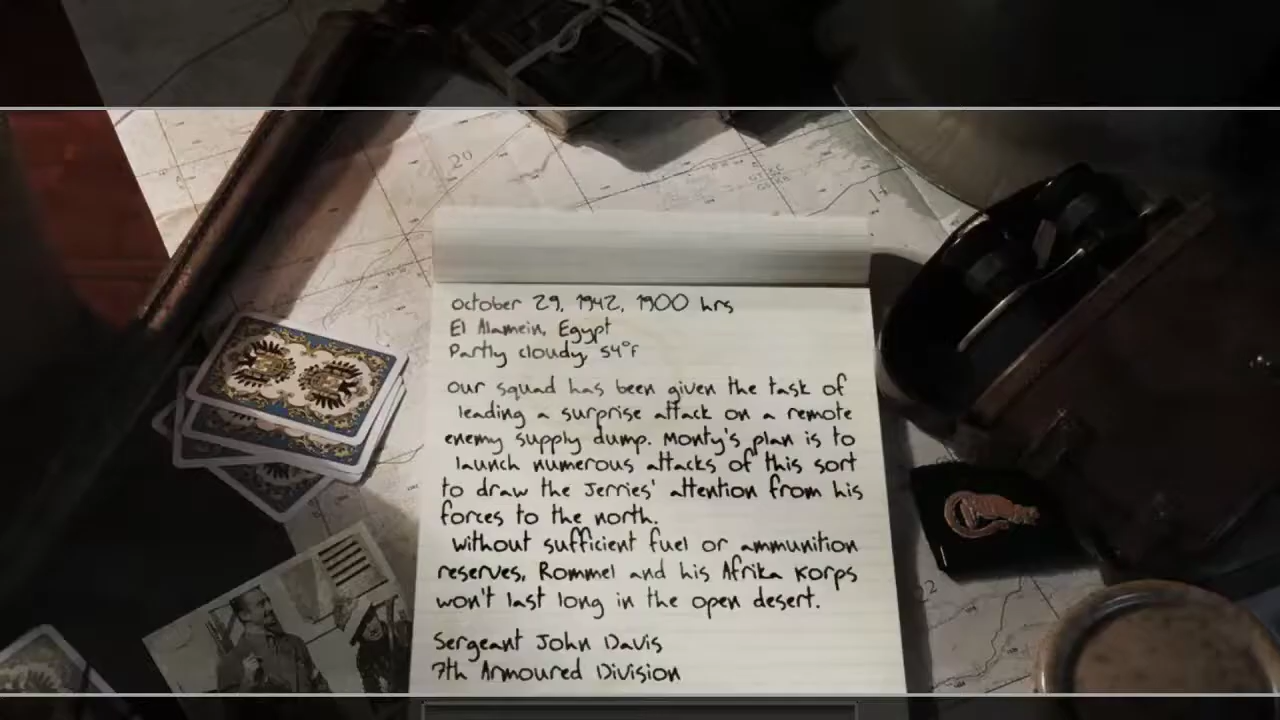 20
14
October 29, 1942, 1900 hrs
El Alamein, Egypt
Partly cloudy, 54°F
Our squad has been given the task of
leading a surprise attack on a remote
enemy supply dump. Monty's plan is to
launch numerous attacks of this sort
to draw the Jerries' attention from his
forces to the north.
Without sufficient fuel or ammunition
reserves, Rommel and his Afrika Korps
won't last long in the open desert.
Sergeant John Davis
7th Armoured Division